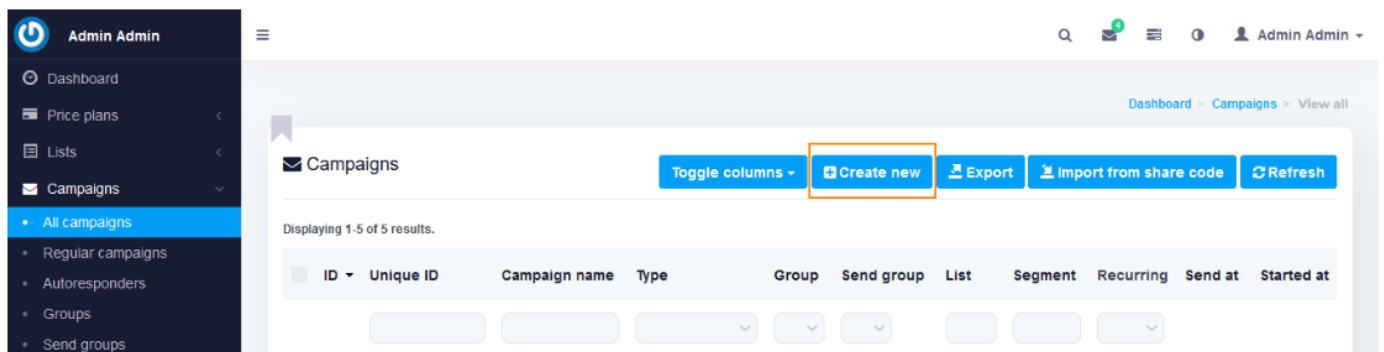 Admin Admin
4
Admin Admin
Dashboard
Price plans
Lists
Campaigns
All campaigns
Regular campaigns
Autoresponders
Groups
Send groups
Dashboard > Campaigns > View all
Campaigns
Toggle columns
Create new
Export
Import from share code
Refresh
Displaying 1-5 of 5 results.
ID Unique ID Campaign name Type Group Send group List Segment Recurring Send at Started at